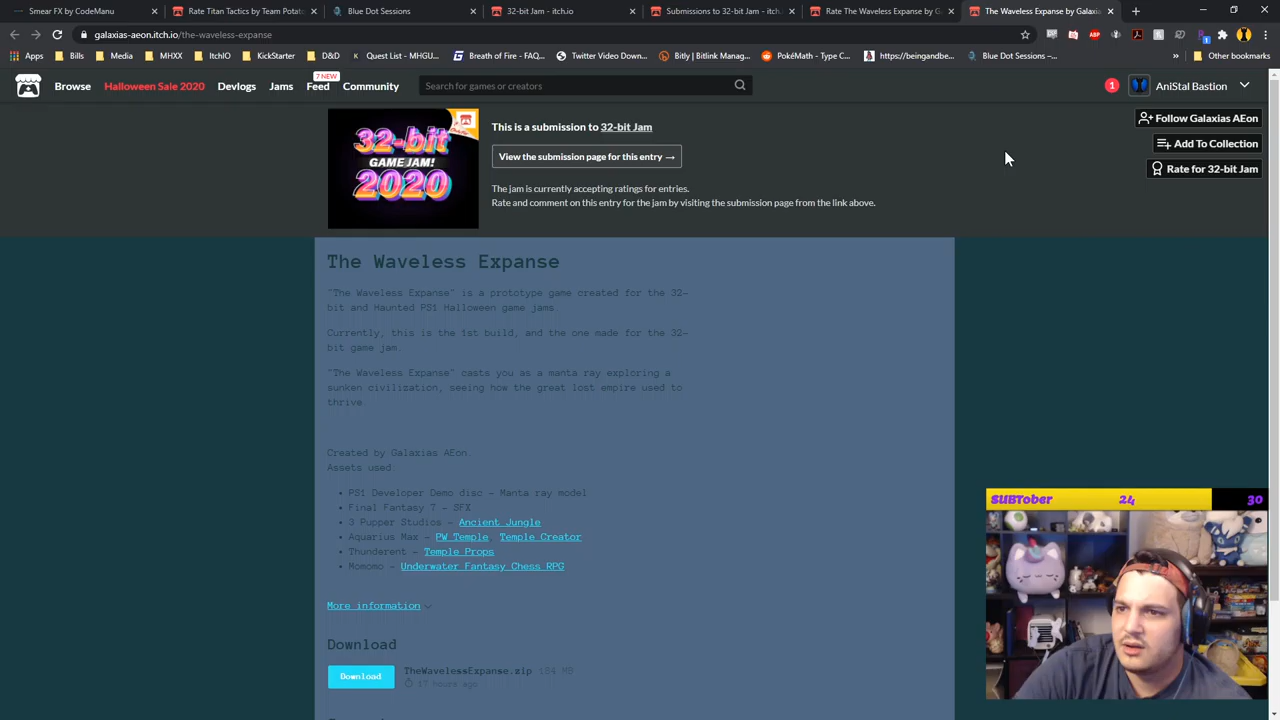 Smear FX by CodeManu
Rate Titan Tactics by Team Potato
Blue Dot Sessions
32-bit Jam - itch.io
Submissions to 32-bit Jam - itch.i
Rate The Waveless Expanse by Ga
The Waveless Expanse by Galaxia
galaxias-aeon.itch.io/the-waveless-expanse
Apps
Bills
Media
MHXX
ItchIO
KickStarter
D&D
Quest List - MHGU...
Breath of Fire - FAQ...
Twitter Video Down...
Bitly | Bitlink Manag...
PokéMath - Bulbap...
https://beingandbe...
Blue Dot Sessions –...
Other bookmarks
7 NEW
Browse
Halloween Sale 2020
Devlogs
Jams
Feed
Community
Search for games or creators
1
AniStal Bastion
32-bit
GAME JAM!
2020
This is a submission to 32-bit Jam
View the submission page for this entry →
The jam is currently accepting ratings for entries.
Rate and comment on this entry for the jam by visiting the submission page from the link above.
Follow Galaxias AEon
Add To Collection
Rate for 32-bit Jam
The Waveless Expanse
"The Waveless Expanse" is a prototype game created for the 32-
bit and Haunted PS1 Halloween game jams.
Currently, this is the 1st build, and the one made for the 32-
bit game jam
"The Waveless Expanse" casts you as a manta ray exploring a
sunken civilization, seeing how the great lost empire used to
thrive
Created by Galaxias AEon.
Assets used:
• PS1 Developer Demo disc - Manta ray model
• Final Fantasy 7 - SFX
• 3 Pupper Studios - Ancient Jungle
• Aquarius Max - PW Temple, Temple Creator
• Thunderent - Temple Props
• Momomo - Underwater Fantasy Chess RPG
More information
Download
Download
TheWavelessExpanse.zip 184 MB
hours ago
SUBTober
24
30